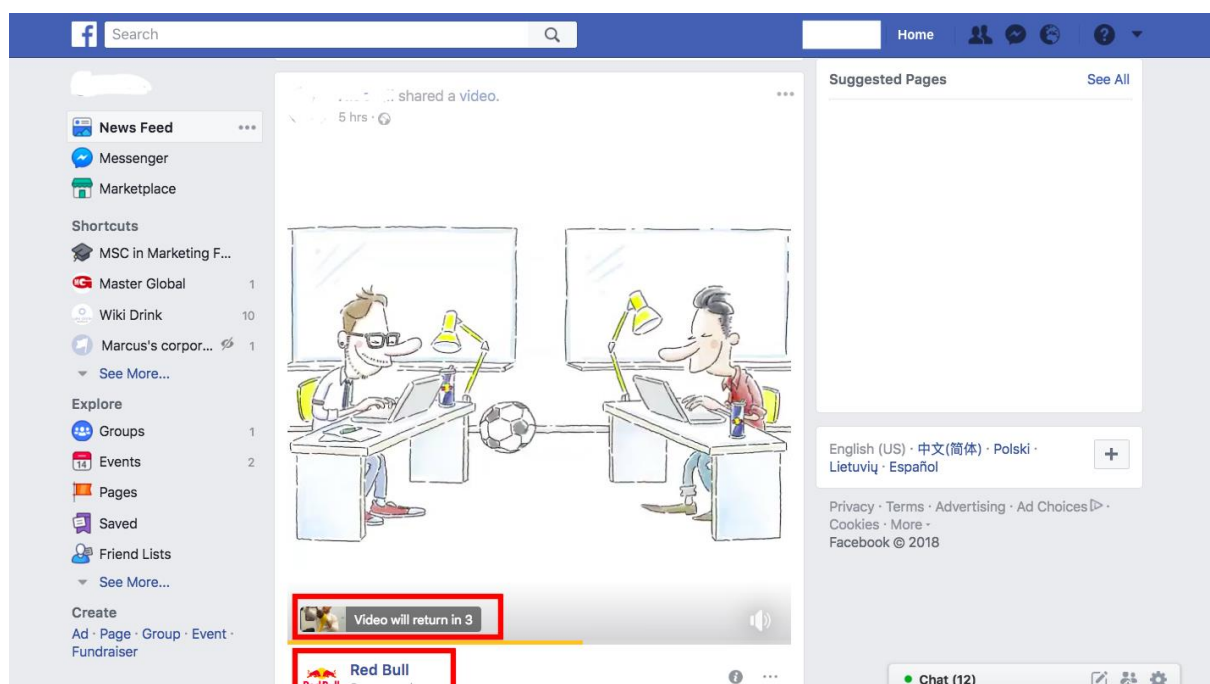 f
Search
Home
?
News Feed
Messenger
Marketplace
Shortcuts
MSC in Marketing F...
Master Global 1
Wiki Drink 10
Marcus's corpor... 1
See More...
Explore
Groups 1
14 Events 2
Pages
Saved
Friend Lists
See More...
Create
Ad · Page · Group · Event ·
Fundraiser
shared a video.
5 hrs ·
Video will return in 3
Red Bull
Suggested Pages See All
English (US) · 中文(简体) · Polski ·
Lietuvių · Español
+
Privacy · Terms · Advertising · Ad Choices ·
Cookies · More ·
Facebook © 2018
Chat (12)